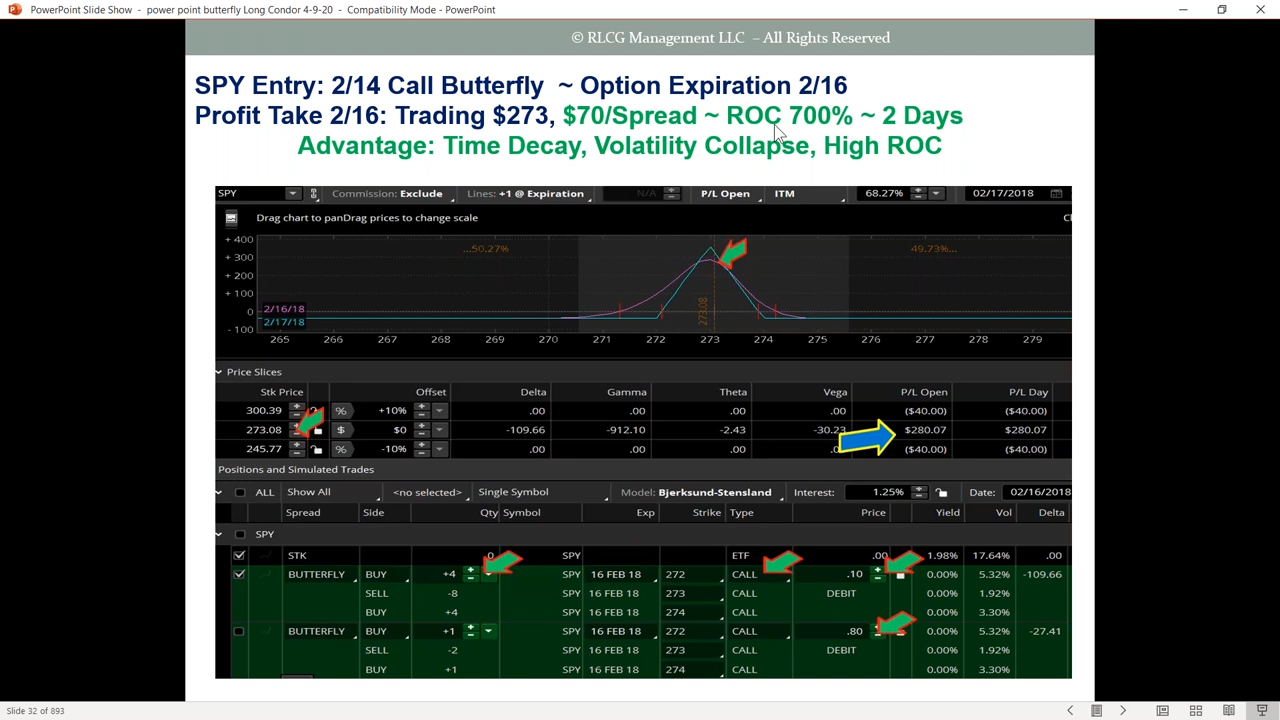 PowerPoint Slide Show - power point butterfly Long Condor 4-9-20 - Compatibility Mode - PowerPoint
© RLCG Management LLC – All Rights Reserved
SPY Entry: 2/14 Call Butterfly ~ Option Expiration 2/16
Profit Take 2/16: Trading $273, $70/Spread ~ ROC 700% ~ 2 Days
Advantage: Time Decay, Volatility Collapse, High ROC
SPY Commission: Exclude Lines: +1 @ Expiration N/A P/L Open ITM 68.27% 02/17/2018
Drag chart to panDrag prices to change scale
+ 400 ...50.27% 49.73%...
+ 300
+ 200
+ 100
273.08
2/16/18 0
2/17/18 - 100
265 266 267 268 269 270 271 272 273 274 275 276 277 278 279
Price Slices
Stk Price Offset Delta Gamma Theta Vega P/L Open P/L Day
300.39 % +10% .00 .00 .00 .00 ($40.00) ($40.00)
273.08 $ $0 -109.66 -912.10 -2.43 -30.23 $280.07 $280.07
245.77 % -10% .00 .00 .00 ($40.00) ($40.00)
Positions and Simulated Trades
ALL Show All <no selected> Single Symbol Model: Bjerksund-Stensland Interest: 1.25% Date: 02/16/2018
Spread Side Qty Symbol Exp Strike Type Price Yield Vol Delta
SPY
STK 0 SPY ETF .00 1.98% 17.64% .00
BUTTERFLY BUY +4 SPY 16 FEB 18 272 CALL .10 0.00% 5.32% -109.66
SELL -8 SPY 16 FEB 18 273 CALL DEBIT 0.00% 1.92%
BUY +4 SPY 16 FEB 18 274 CALL 0.00% 3.30%
BUTTERFLY BUY +1 SPY 16 FEB 18 272 CALL .80 0.00% 5.32% -27.41
SELL -2 SPY 16 FEB 18 273 CALL DEBIT 0.00% 1.92%
BUY +1 SPY 16 FEB 18 274 CALL 0.00% 3.30%
Slide 32 of 893